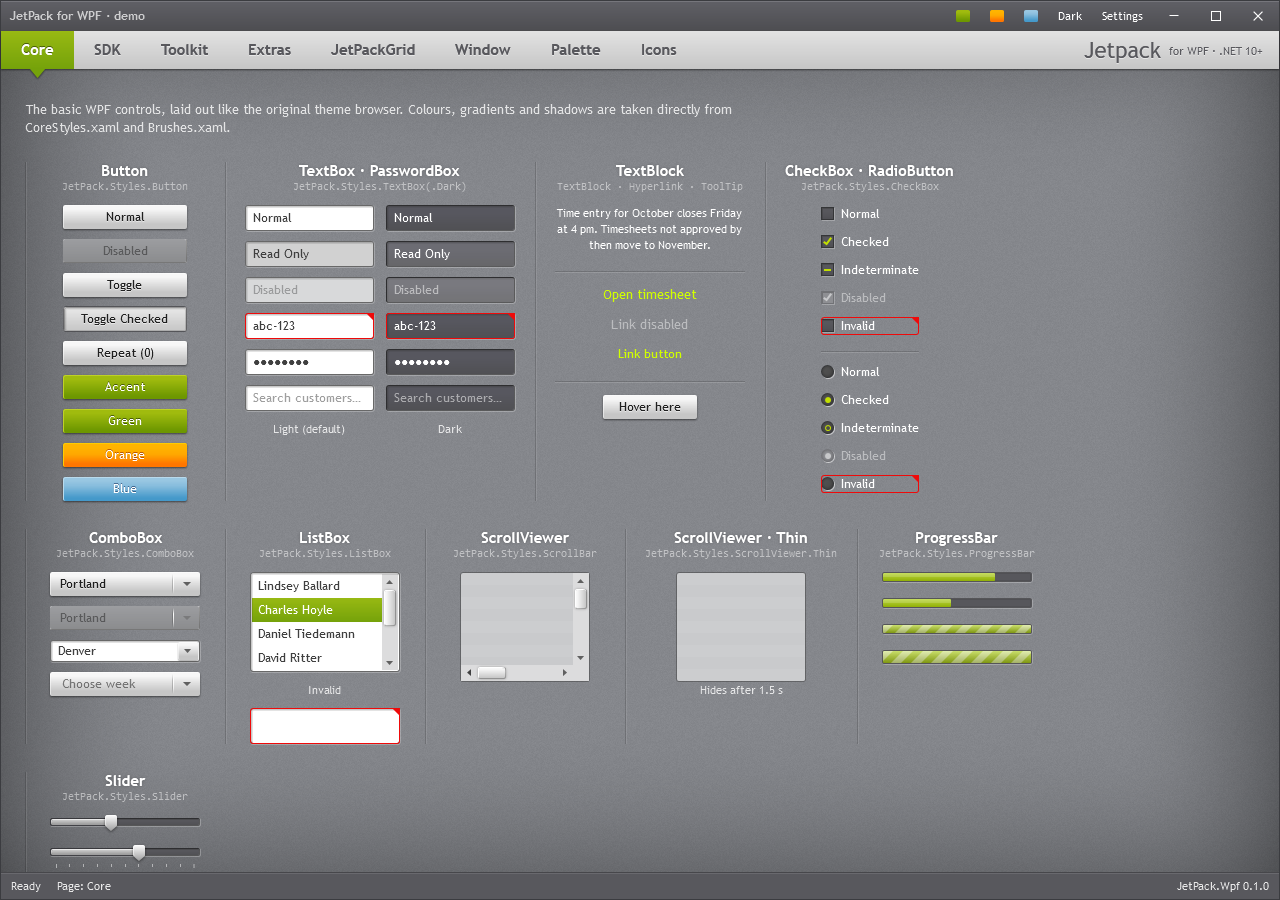 JetPack for WPF · demo
Dark
Settings
Core
SDK
Toolkit
Extras
JetPackGrid
Window
Palette
Icons
Jetpack
for WPF · .NET 10+
The basic WPF controls, laid out like the original theme browser. Colours, gradients and shadows are taken directly from
CoreStyles.xaml and Brushes.xaml.
Button
JetPack.Styles.Button
Normal
Disabled
Toggle
Toggle Checked
Repeat (0)
Accent
Green
Orange
Blue
TextBox · PasswordBox
JetPack.Styles.TextBox(.Dark)
Normal
Normal
Read Only
Read Only
Disabled
Disabled
abc-123
abc-123
●●●●●●●●
●●●●●●●●
Search customers...
Search customers...
Light (default)
Dark
TextBlock
TextBlock · Hyperlink · ToolTip
Time entry for October closes Friday
at 4 pm. Timesheets not approved by
then move to November.
Open timesheet
Link disabled
Link button
Hover here
CheckBox · RadioButton
JetPack.Styles.CheckBox
Normal
Checked
Indeterminate
Disabled
Invalid
Normal
Checked
Indeterminate
Disabled
Invalid
ComboBox
JetPack.Styles.ComboBox
Portland
Portland
Denver
Choose week
ListBox
JetPack.Styles.ListBox
Lindsey Ballard
Charles Hoyle
Daniel Tiedemann
David Ritter
Invalid
ScrollViewer
JetPack.Styles.ScrollBar
ScrollViewer · Thin
JetPack.Styles.ScrollViewer.Thin
Hides after 1.5 s
ProgressBar
JetPack.Styles.ProgressBar
Slider
JetPack.Styles.Slider
Ready
Page: Core
JetPack.Wpf 0.1.0